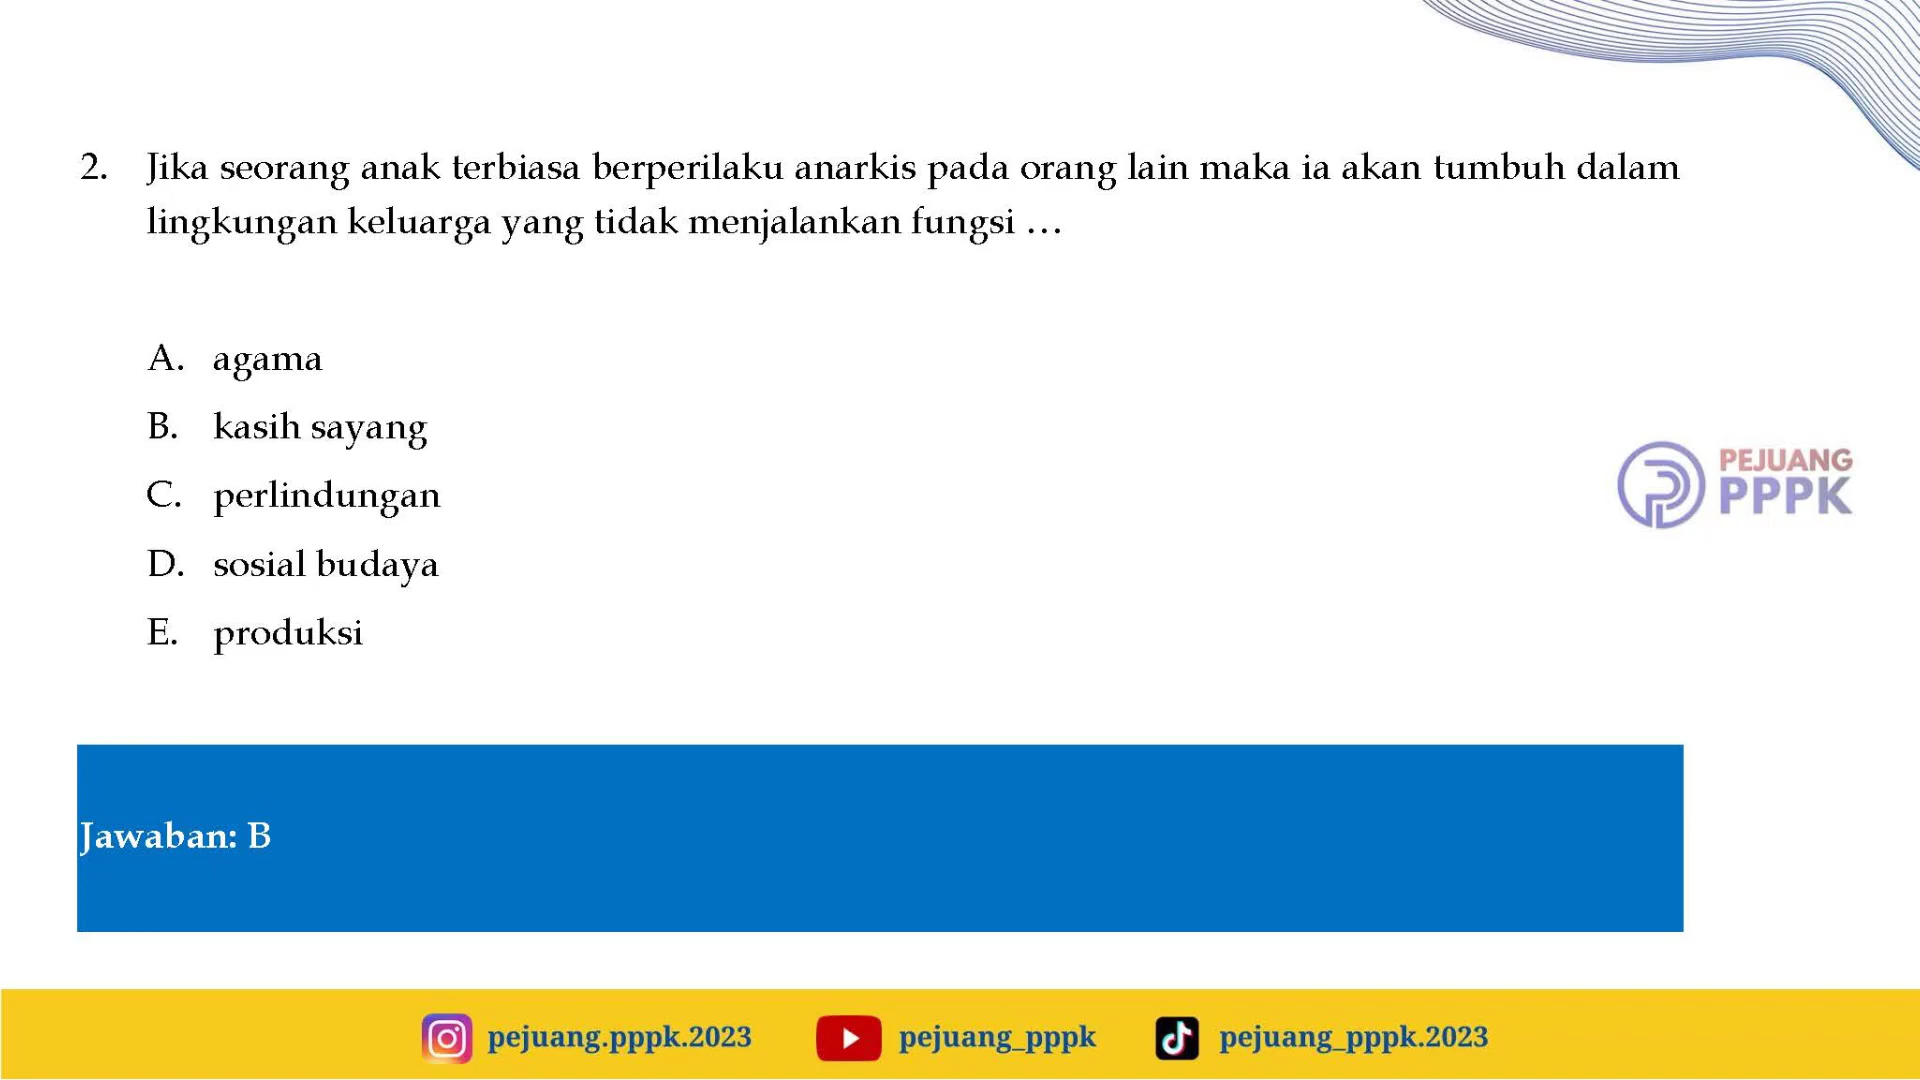 2. Jika seorang anak terbiasa berperilaku anarkis pada orang lain maka ia akan tumbuh dalam
lingkungan keluarga yang tidak menjalankan fungsi …
A. agama
B. kasih sayang
C. perlindungan
D. sosial budaya
E. produksi
PEJUANG
PPPK
Jawaban: B
pejuang.pppk.2023 pejuang_pppk pejuang_pppk.2023